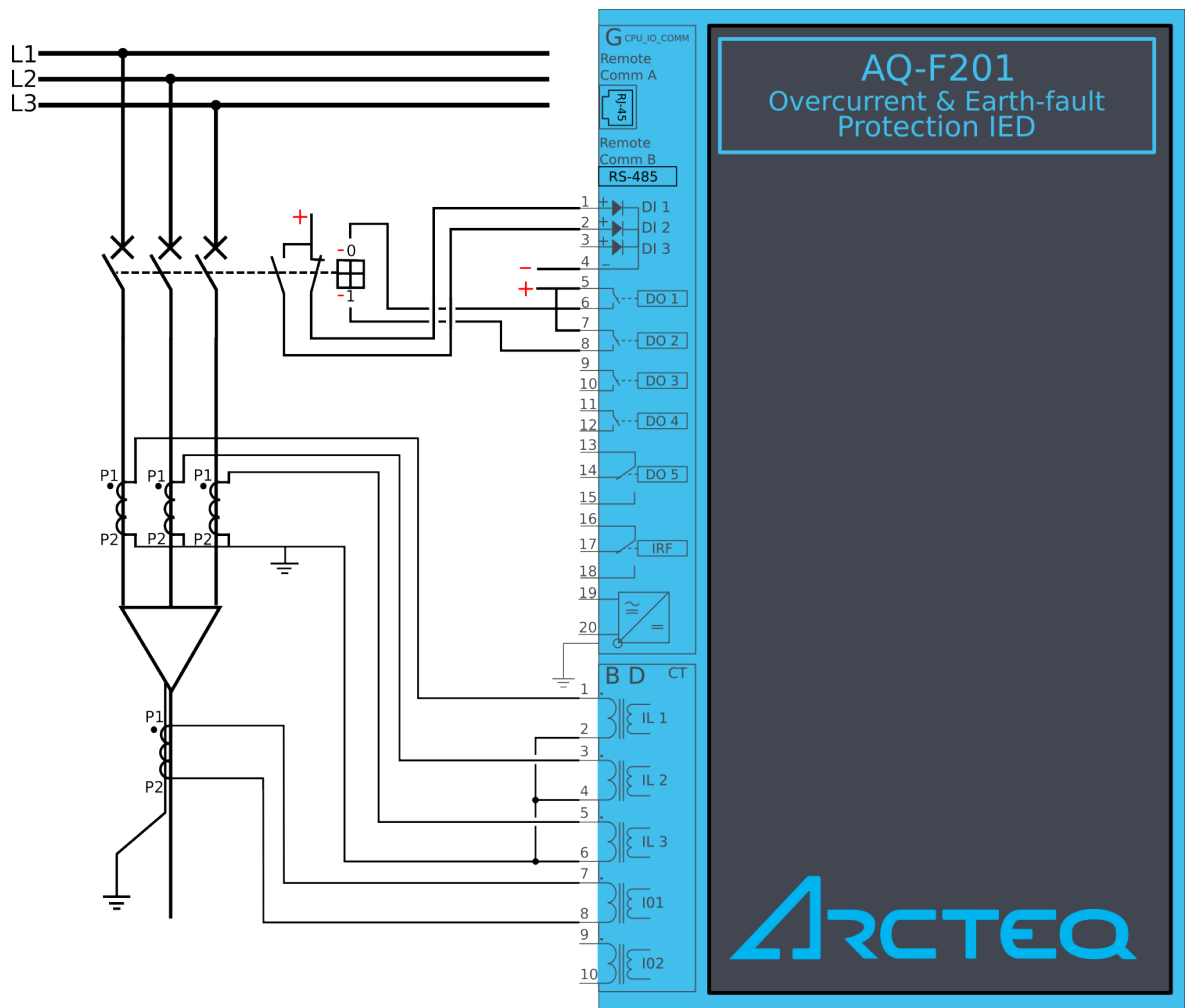 L1
L2
L3
G CPU_IO_COMM
Remote
Comm A
RJ-45
Remote
Comm B
RS-485
AQ-F201
Overcurrent & Earth-fault
Protection IED
+
-0
-1
1 + DI 1
2 + DI 2
3 + DI 3
4 −
−
+
5
6 DO 1
7
8 DO 2
9
10 DO 3
11
12 DO 4
13
14 DO 5
15
16
17 IRF
18
19
20
P1 P1 P1
P2 P2 P2
B D CT
1
2 IL 1
3
4 IL 2
5
6 IL 3
7
8 I01
9
10 I02
P1
P2
ARCTEQ